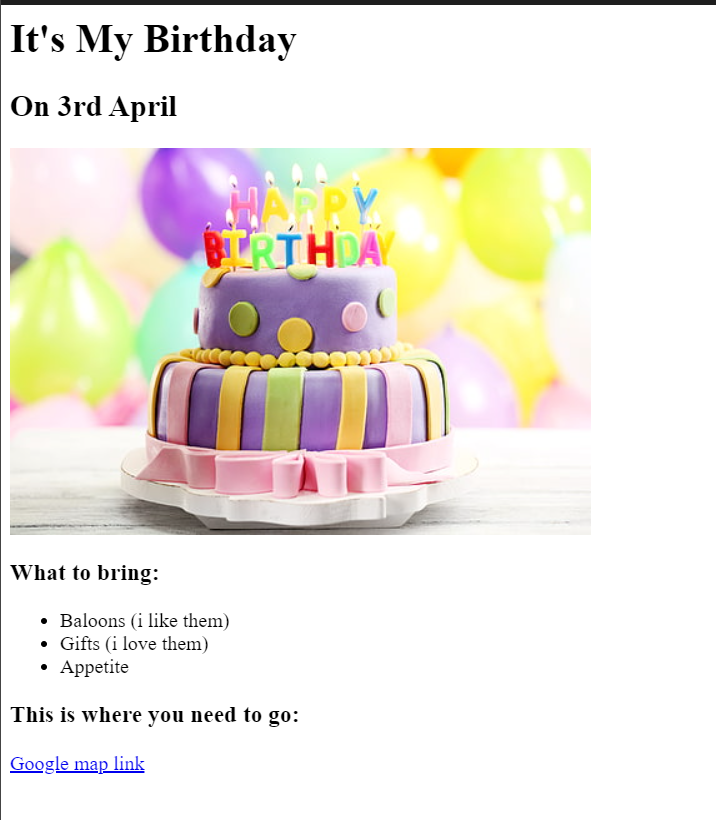 It's My Birthday
On 3rd April
HAPPY
BIRTHDAY
What to bring:
Baloons (i like them)
Gifts (i love them)
Appetite
This is where you need to go:
Google map link